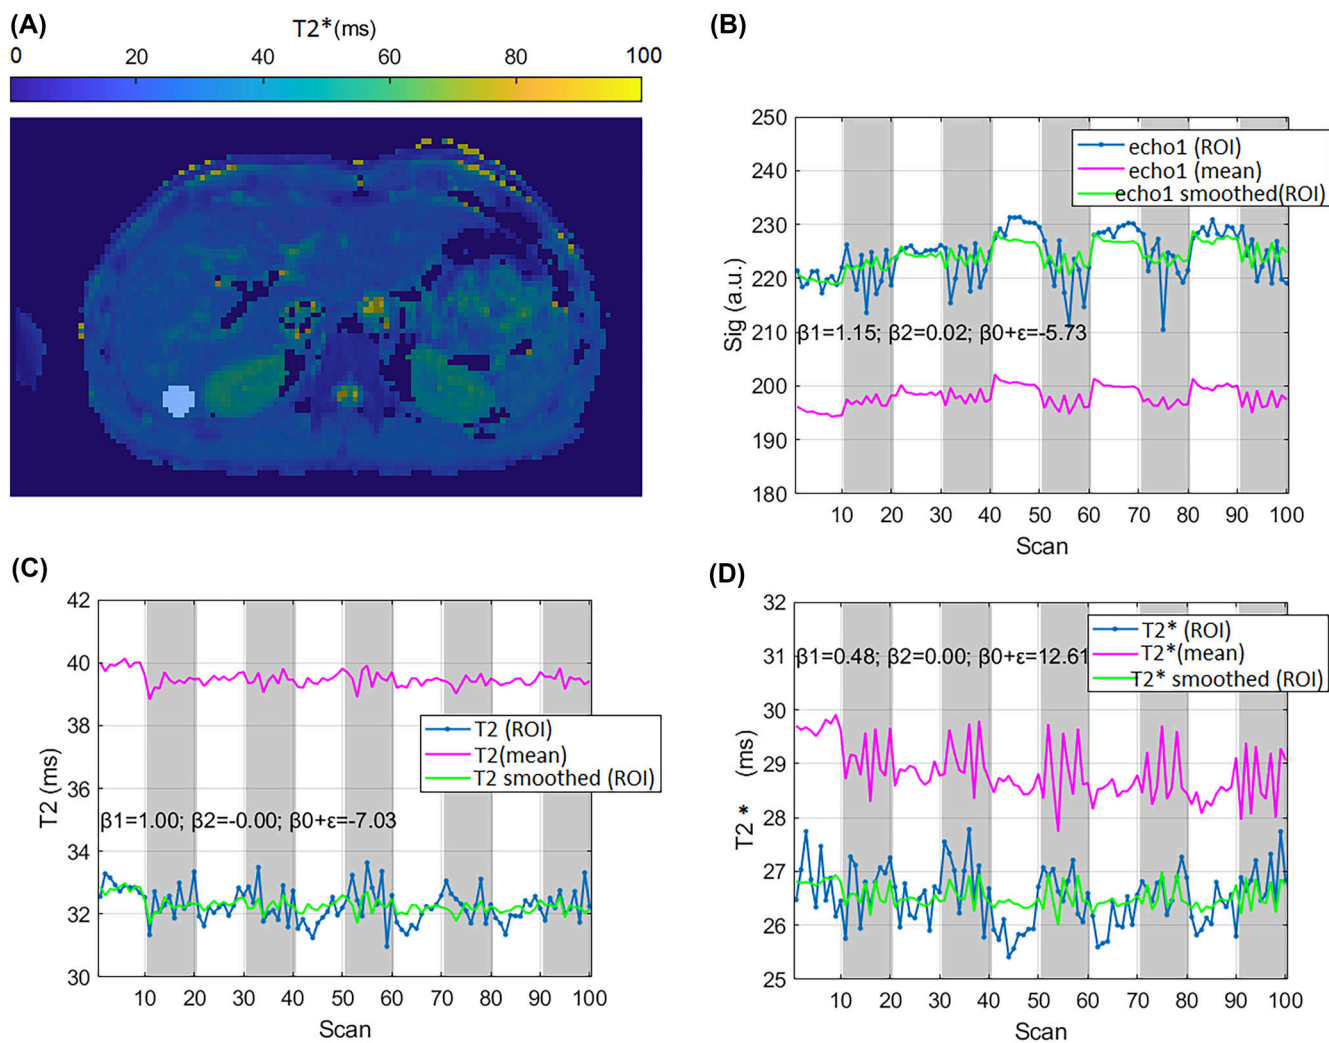 (A)
T2*(ms)
0 20 40 60 80 100
(B)
250
240
230
220
210
200
190
180
Sig (a.u.)
echo1 (ROI)
echo1 (mean)
echo1 smoothed(ROI)
β1=1.15; β2=0.02; β0+ε=-5.73
10 20 30 40 50 60 70 80 90 100
Scan
(C)
42
40
38
36
34
32
30
T2 (ms)
T2 (ROI)
T2(mean)
T2 smoothed (ROI)
β1=1.00; β2=-0.00; β0+ε=-7.03
10 20 30 40 50 60 70 80 90 100
Scan
(D)
32
31
30
29
28
27
26
25
T2* (ms)
T2* (ROI)
T2*(mean)
T2* smoothed (ROI)
β1=0.48; β2=0.00; β0+ε=12.61
10 20 30 40 50 60 70 80 90 100
Scan